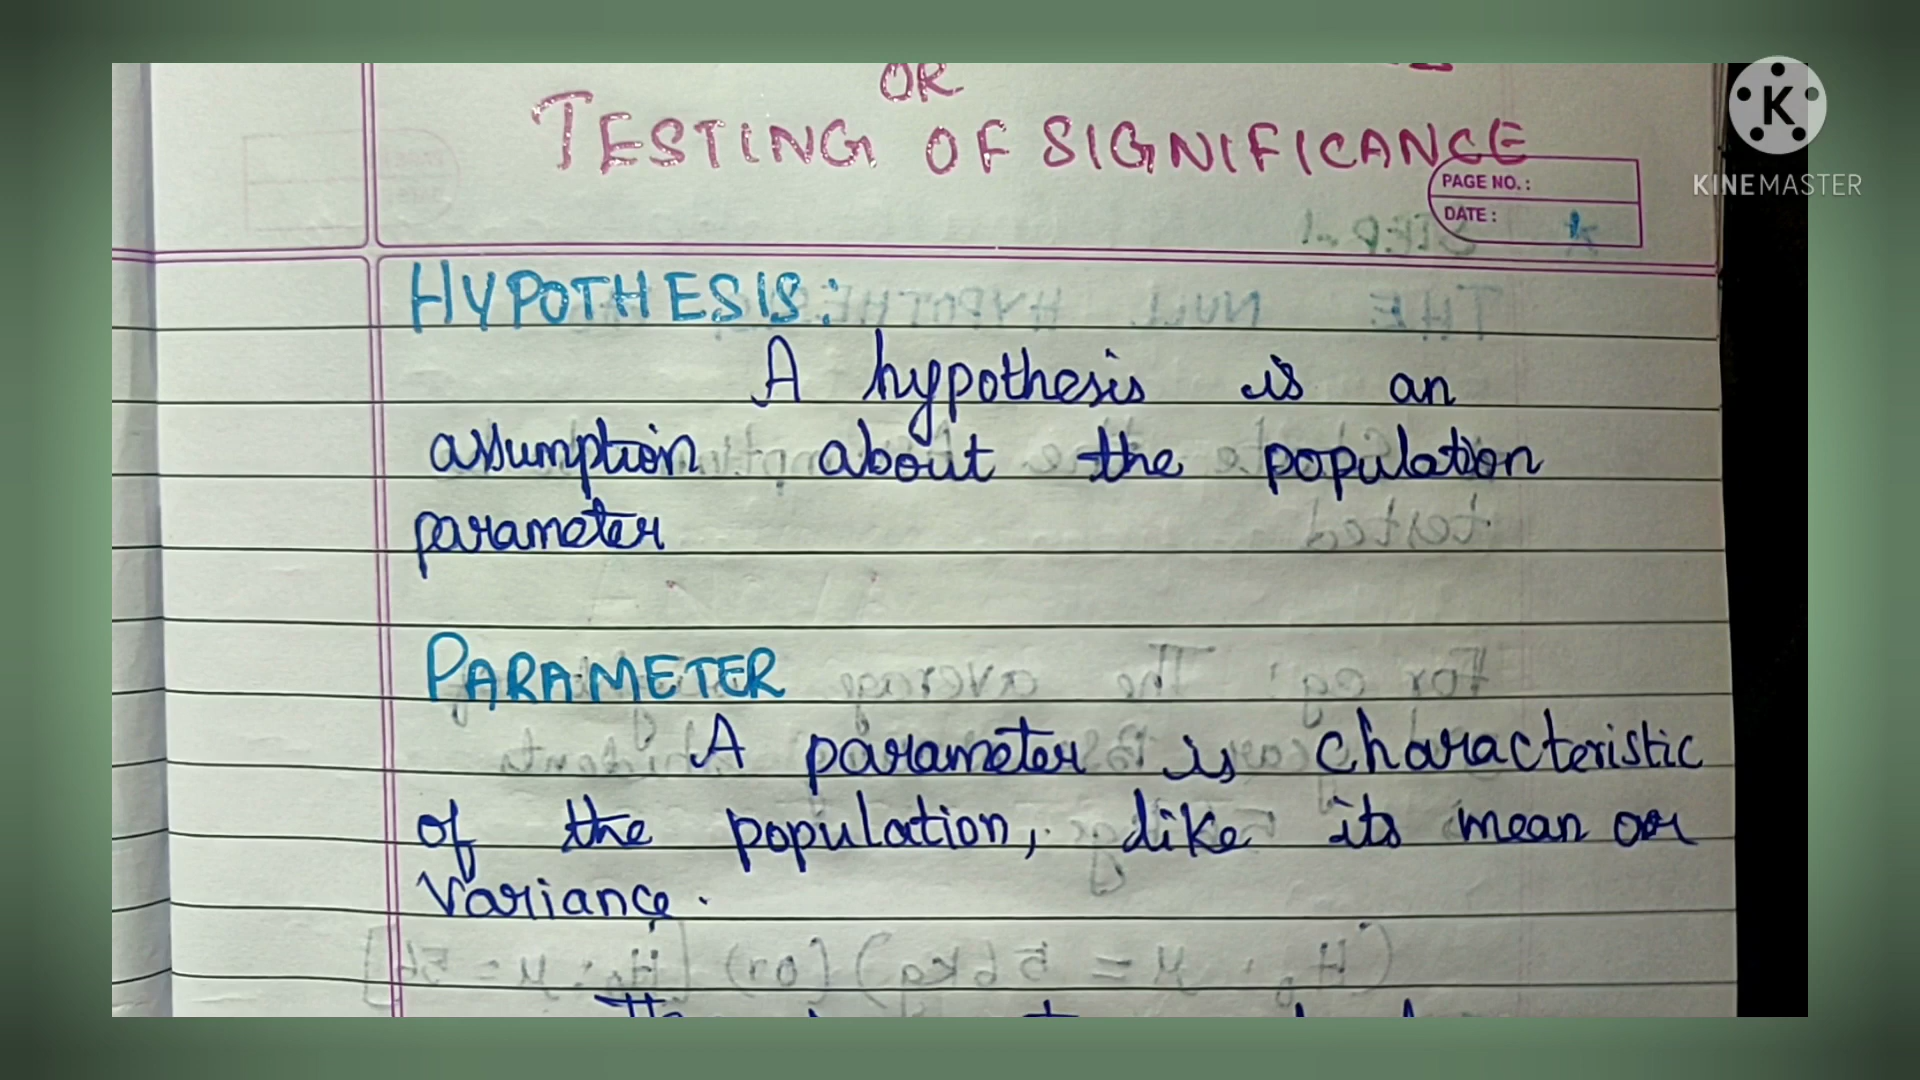 OR
TESTING OF SIGNIFICANCE
PAGE NO.:
DATE:
HYPOTHESIS:
A hypothesis is an
assumption about the population
parameter
PARAMETER
A parameter is characteristic
of the population, like its mean or
Variance.
K
KINEMASTER